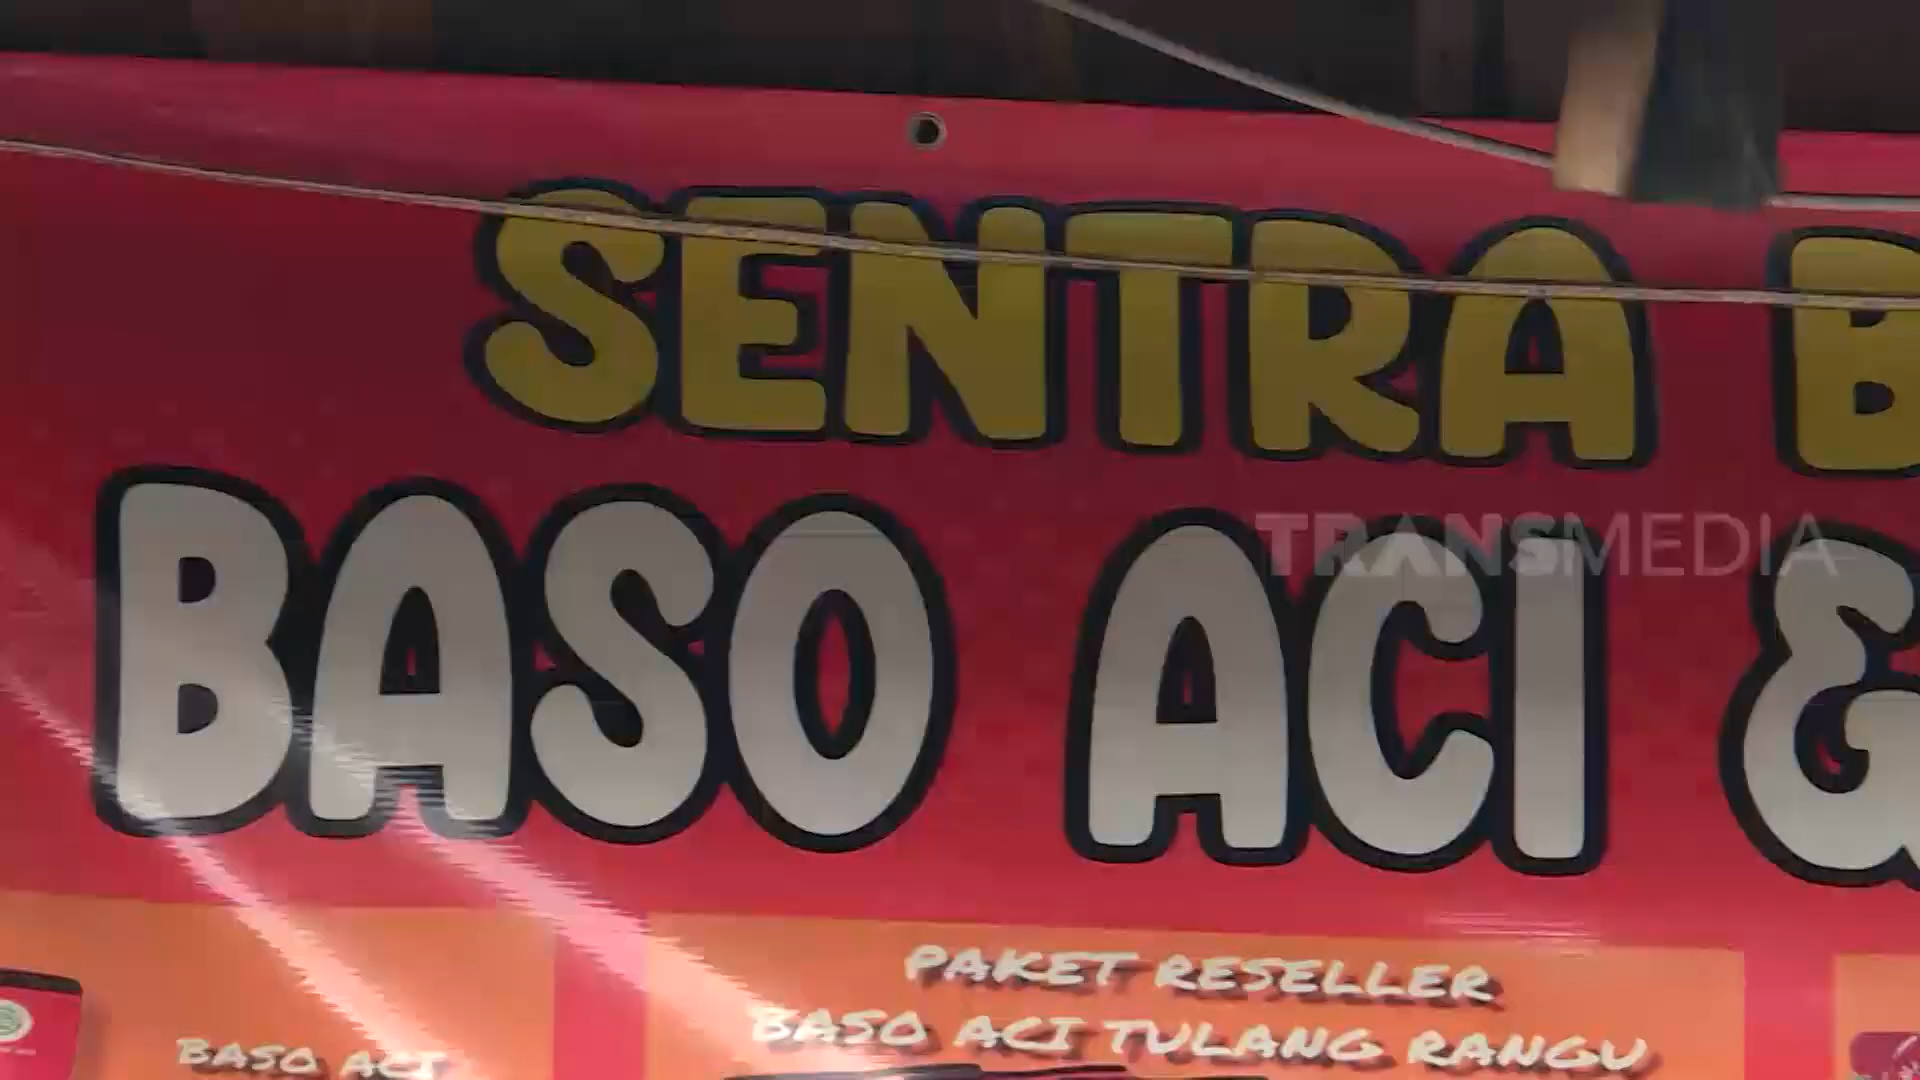 SENTRA B
BASO ACI &
TRANSMEDIA
PAKET RESELLER
BASO ACI TULANG RANGU
BASO ACI